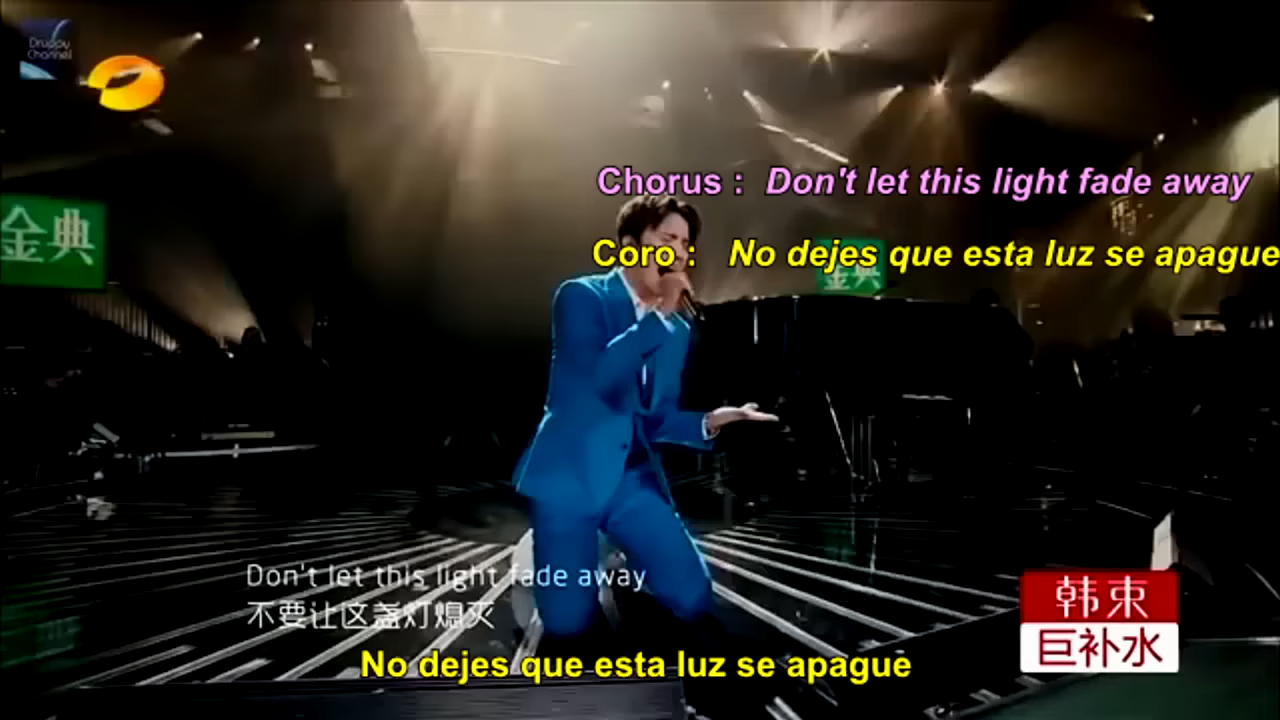 Druppy
Channel
金典
Chorus : Don't let this light fade away
金典
Coro : No dejes que esta luz se apague
Don't let this light fade away
不要让这盏灯熄灭
No dejes que esta luz se apague
韩束
巨补水